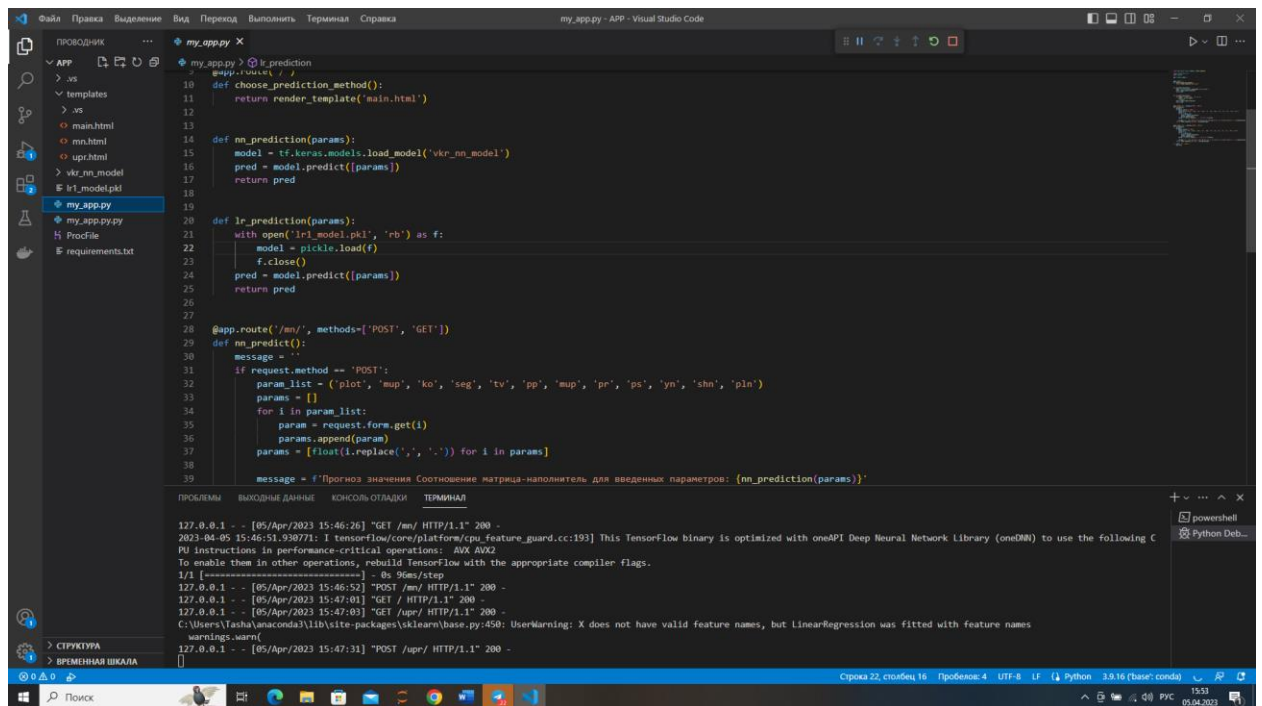 Файл Правка Выделение Вид Переход Выполнить Терминал Справка my_app.py - APP - Visual Studio Code
ПРОВОДНИК
APP
.vs
templates
.vs
main.html
mn.html
upr.html
vkr_nn_model
lr1_model.pkl
my_app.py
my_app.py.py
ProcFile
requirements.txt
СТРУКТУРА
ВРЕМЕННАЯ ШКАЛА
my_app.py
my_app.py > lr_prediction
9 @app.route('/')
10 def choose_prediction_method():
11 return render_template('main.html')
12
13
14 def nn_prediction(params):
15 model = tf.keras.models.load_model('vkr_nn_model')
16 pred = model.predict([params])
17 return pred
18
19
20 def lr_prediction(params):
21 with open('lr1_model.pkl', 'rb') as f:
22 model = pickle.load(f)
23 f.close()
24 pred = model.predict([params])
25 return pred
26
27
28 @app.route('/mn/', methods=['POST', 'GET'])
29 def nn_predict():
30 message = ''
31 if request.method == 'POST':
32 param_list = ('plot', 'mup', 'ko', 'seg', 'tv', 'pp', 'mup', 'pr', 'ps', 'yn', 'shn', 'pln')
33 params = []
34 for i in param_list:
35 param = request.form.get(i)
36 params.append(param)
37 params = [float(i.replace(',', '.')) for i in params]
38
39 message = f'Прогноз значения Соотношение матрица-наполнитель для введенных параметров: {nn_prediction(params)}'
ПРОБЛЕМЫ ВЫХОДНЫЕ ДАННЫЕ КОНСОЛЬ ОТЛАДКИ ТЕРМИНАЛ
127.0.0.1 - - [05/Apr/2023 15:46:26] "GET /mn/ HTTP/1.1" 200 -
2023-04-05 15:46:51.930771: I tensorflow/core/platform/cpu_feature_guard.cc:193] This TensorFlow binary is optimized with oneAPI Deep Neural Network Library (oneDNN) to use the following C
PU instructions in performance-critical operations: AVX AVX2
To enable them in other operations, rebuild TensorFlow with the appropriate compiler flags.
1/1 [==============================] - 0s 96ms/step
127.0.0.1 - - [05/Apr/2023 15:46:52] "POST /mn/ HTTP/1.1" 200 -
127.0.0.1 - - [05/Apr/2023 15:47:01] "GET / HTTP/1.1" 200 -
127.0.0.1 - - [05/Apr/2023 15:47:03] "GET /upr/ HTTP/1.1" 200 -
C:\Users\Tasha\anaconda3\lib\site-packages\sklearn\base.py:450: UserWarning: X does not have valid feature names, but LinearRegression was fitted with feature names
warnings.warn(
127.0.0.1 - - [05/Apr/2023 15:47:31] "POST /upr/ HTTP/1.1" 200 -
powershell
Python Deb...
0 0 Строка 22, столбец 16 Пробелов: 4 UTF-8 LF Python 3.9.16 ('base': conda)
Поиск РУС 15:53
05.04.2023